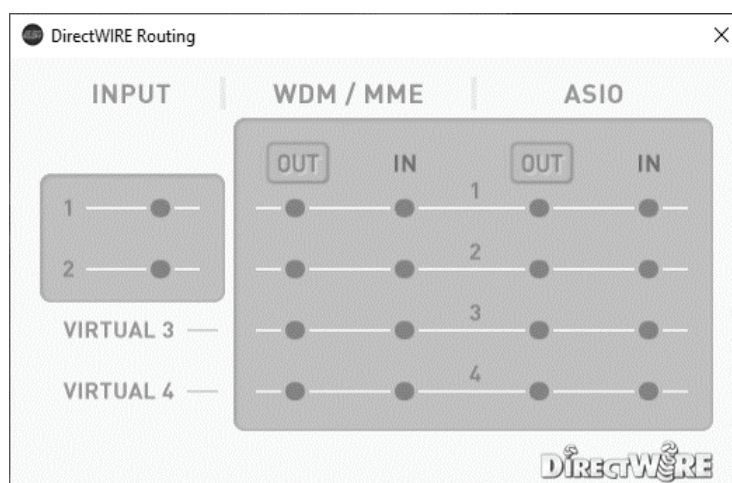 DirectWIRE Routing
INPUT WDM / MME ASIO
OUT IN OUT IN
1 1
2 2
VIRTUAL 3 3
VIRTUAL 4 4
DIRECTWIRE